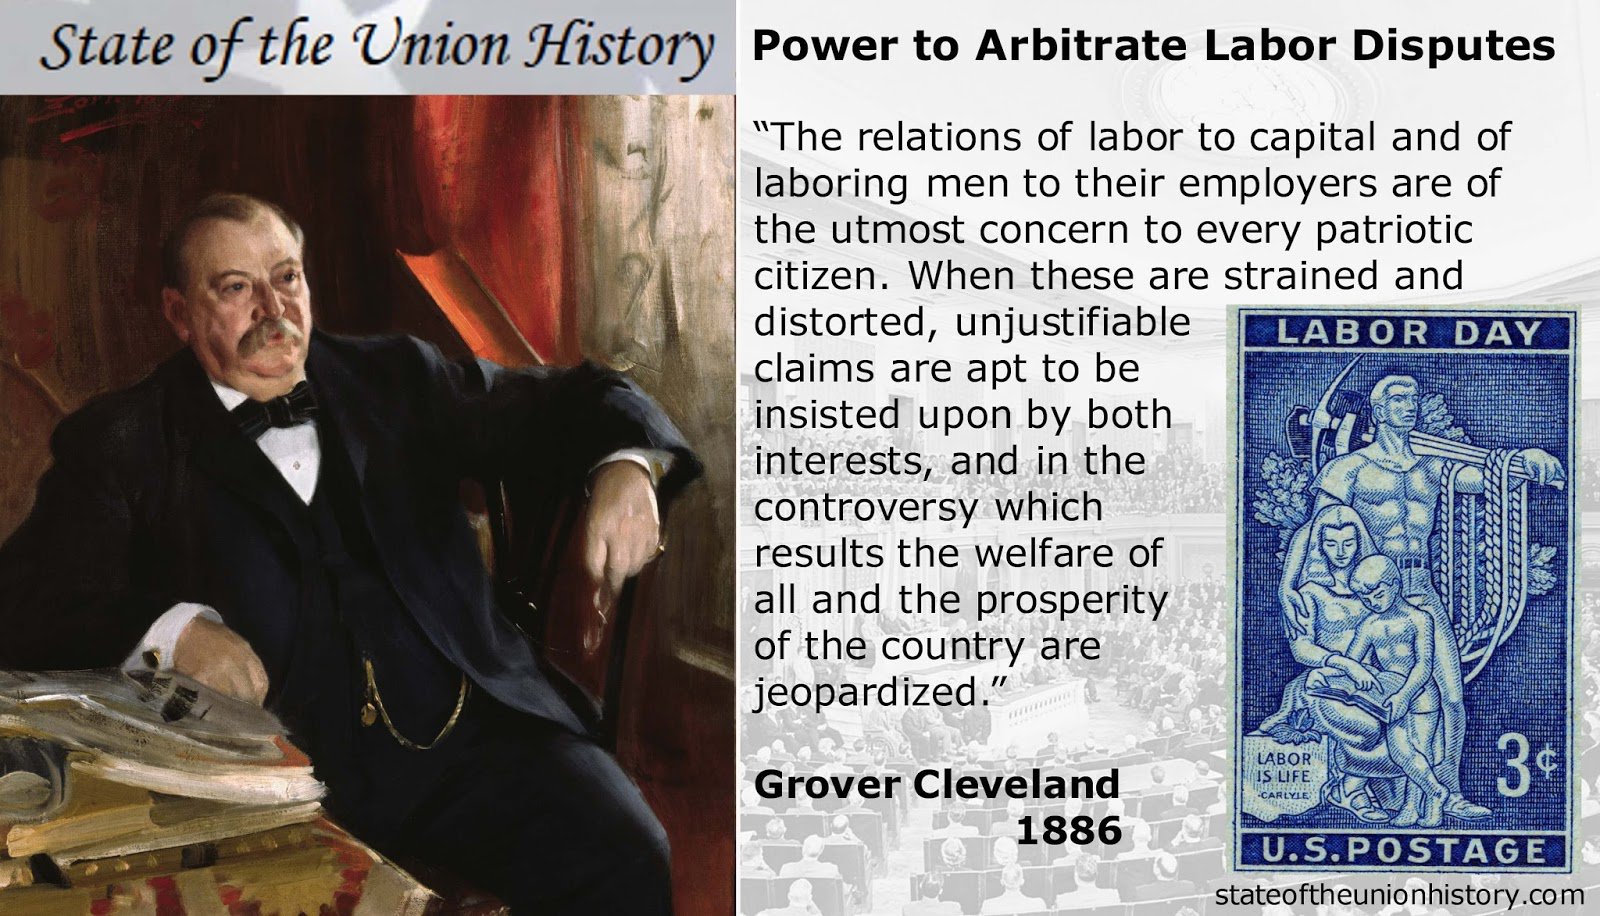 State of the Union History
Power to Arbitrate Labor Disputes
“The relations of labor to capital and of
laboring men to their employers are of
the utmost concern to every patriotic
citizen. When these are strained and
distorted, unjustifiable
claims are apt to be
insisted upon by both
interests, and in the
controversy which
results the welfare of
all and the prosperity
of the country are
jeopardized.”
Grover Cleveland
1886
LABOR DAY
LABOR
IS LIFE
-CARLYLE-
3¢
U.S.POSTAGE
stateoftheunionhistory.com